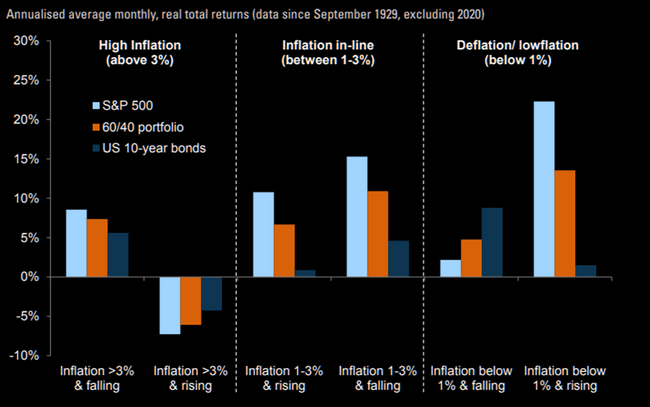 Annualised average monthly, real total returns (data since September 1929, excluding 2020)
30%
25%
20%
15%
10%
5%
0%
-5%
-10%
High Inflation
(above 3%)
Inflation in-line
(between 1-3%)
Deflation/ lowflation
(below 1%)
S&P 500
60/40 portfolio
US 10-year bonds
Inflation >3%
& falling
Inflation >3%
& rising
Inflation 1-3%
& rising
Inflation 1-3%
& falling
Inflation below
1% & falling
Inflation below
1% & rising